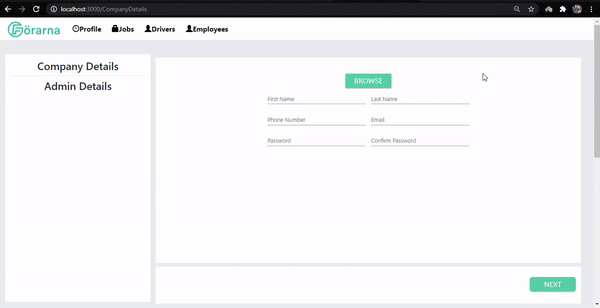 localhost:3000/CompanyDetails
Förarna Profile Jobs Drivers Employees
Company Details
Admin Details
BROWSE
First Name Last Name
Phone Number Email
Password Confirm Password
NEXT